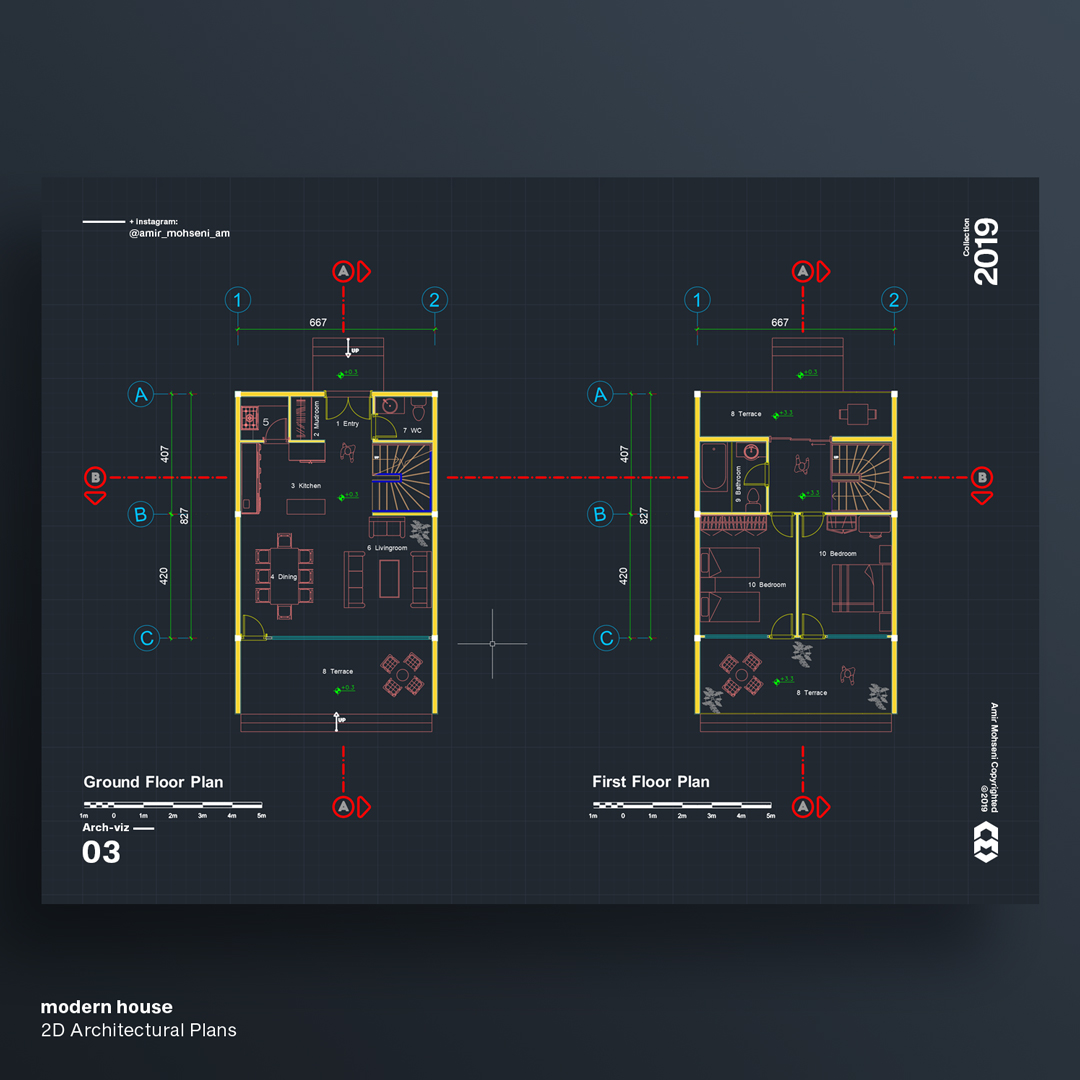 + instagram:
@amir_mohseni_am
Collection
2019
A
A
1
2
1
2
667
667
UP
+0.3
+0.3
A
A
2 Mudroom
5
1 Entry
7 WC
8 Terrace
+3.3
407
407
3 Kitchen
+0.3
9 Bathroom
+3.3
B
B
B
B
827
827
6 Livingroom
10 Bedroom
420
420
4 Dining
10 Bedroom
C
C
8 Terrace
+0.3
+3.3
8 Terrace
UP
Ground Floor Plan
First Floor Plan
1m 0 1m 2m 3m 4m 5m
1m 0 1m 2m 3m 4m 5m
A
A
Arch-viz
03
Amir Mohseni Copyrighted
©2019
modern house
2D Architectural Plans